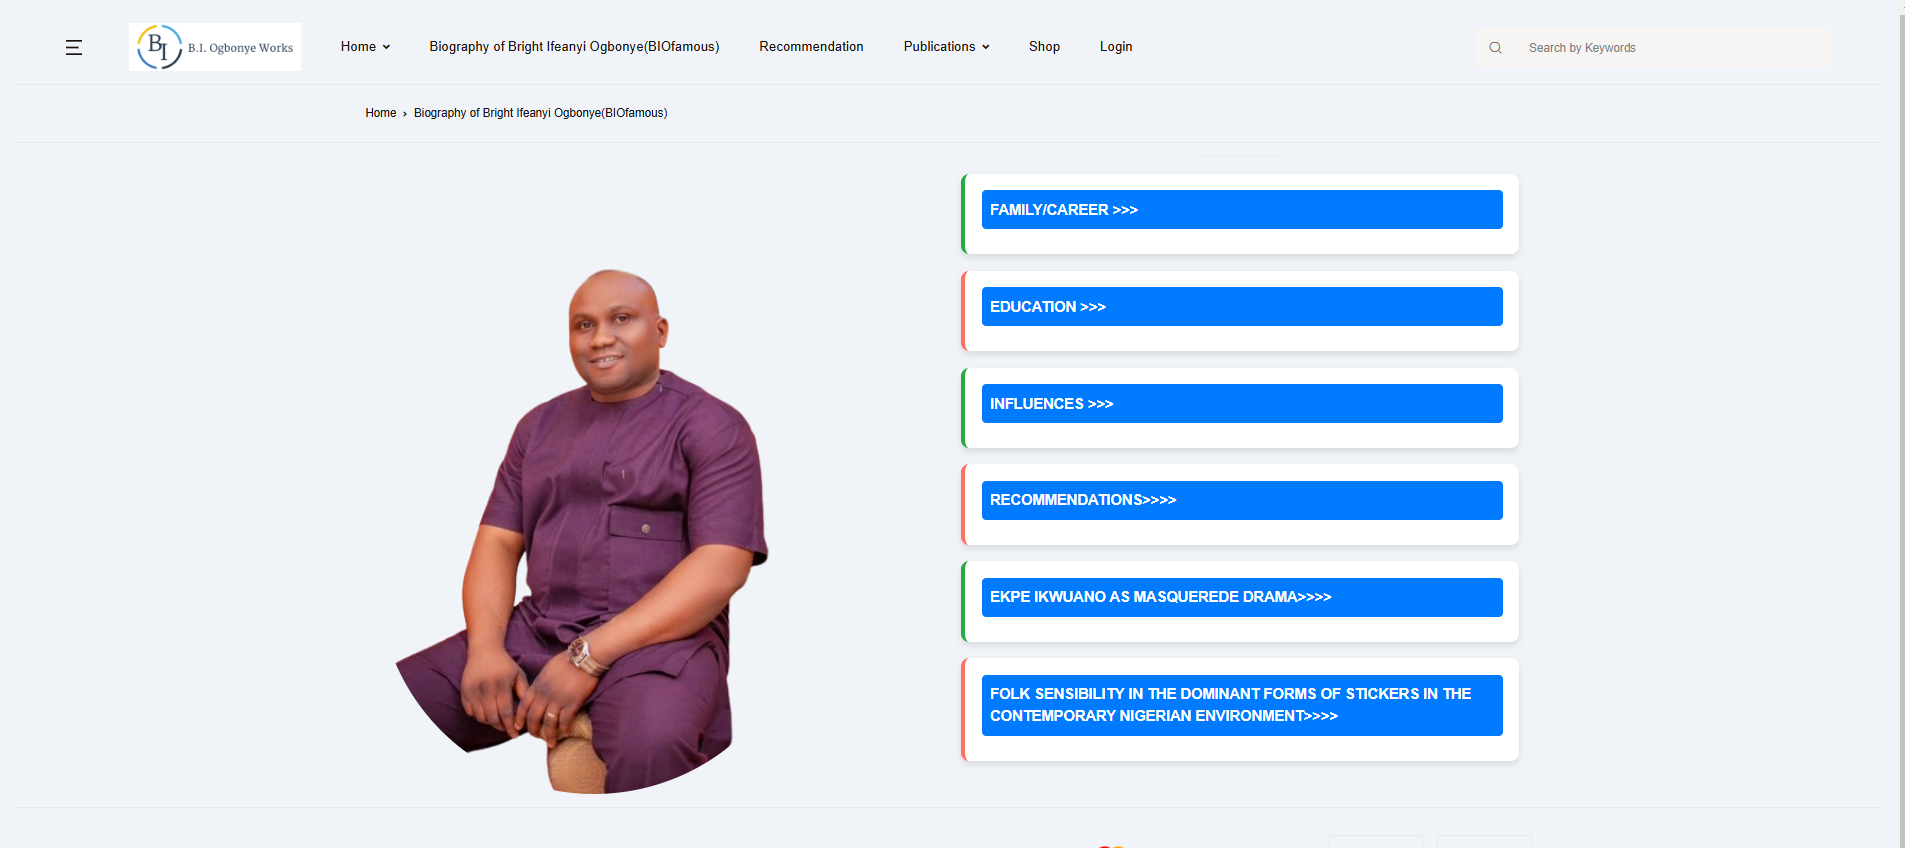 BI B.I. Ogbonye Works
Home
Biography of Bright Ifeanyi Ogbonye(BIOfamous)
Recommendation
Publications
Shop
Login
Search by Keywords
Home › Biography of Bright Ifeanyi Ogbonye(BIOfamous)
FAMILY/CAREER >>>
EDUCATION >>>
INFLUENCES >>>
RECOMMENDATIONS>>>>
EKPE IKWUANO AS MASQUEREDE DRAMA>>>>
FOLK SENSIBILITY IN THE DOMINANT FORMS OF STICKERS IN THE
CONTEMPORARY NIGERIAN ENVIRONMENT>>>>